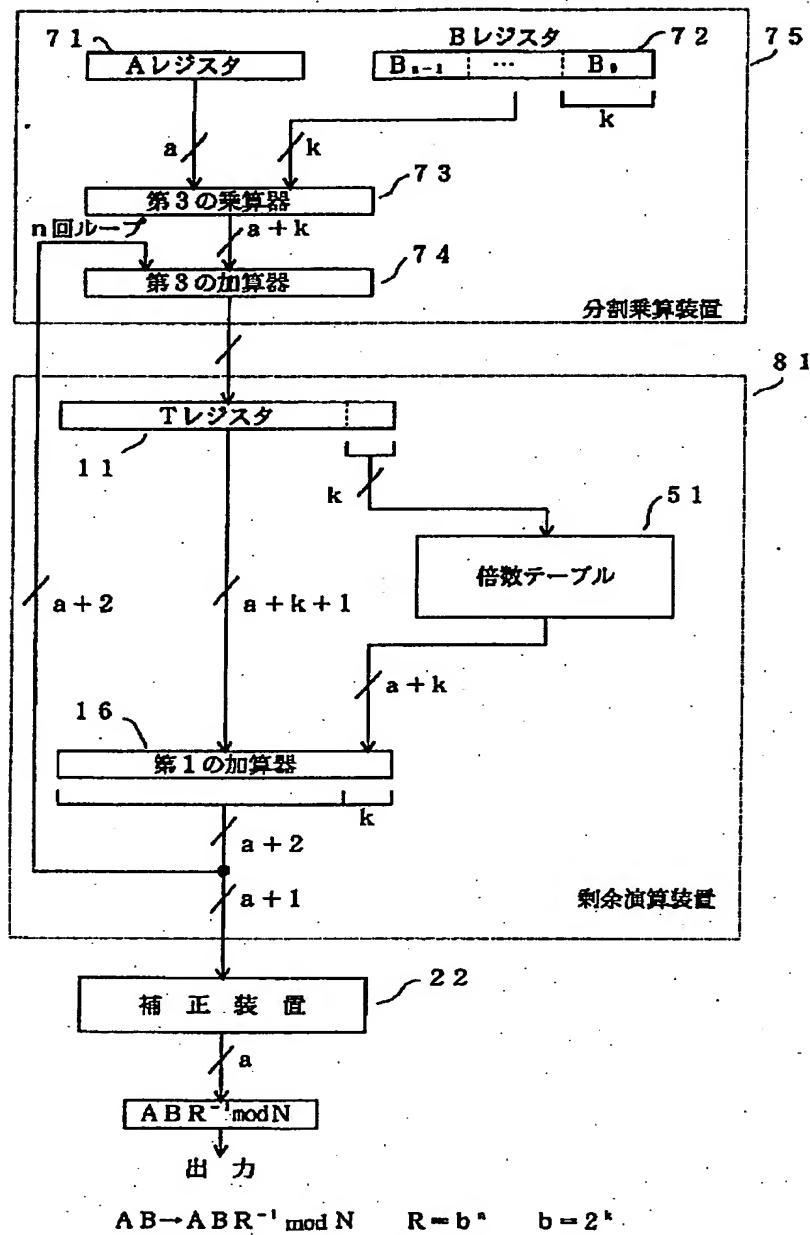 71
Bレジスタ
72
75
Aレジスタ
Bₙ₋₁ … B₀
k
a
k
73
第3の乗算器
n回ループ
a+k
74
第3の加算器
分割乗算装置
81
Tレジスタ
11
k
51
倍数テーブル
a+2
a+k+1
a+k
16
第1の加算器
k
a+2
a+1
剰余演算装置
22
補正装置
a
ABR⁻¹modN
出力
AB→ABR⁻¹ mod N R=bⁿ b=2ᵏ